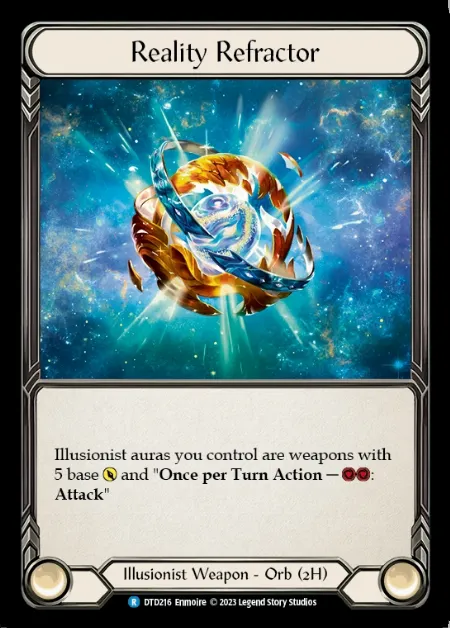 Reality Refractor
Illusionist auras you control are weapons with
5 base and "Once per Turn Action — :
Attack"
Illusionist Weapon - Orb (2H)
R DTD216 Enmoire © 2023 Legend Story Studios